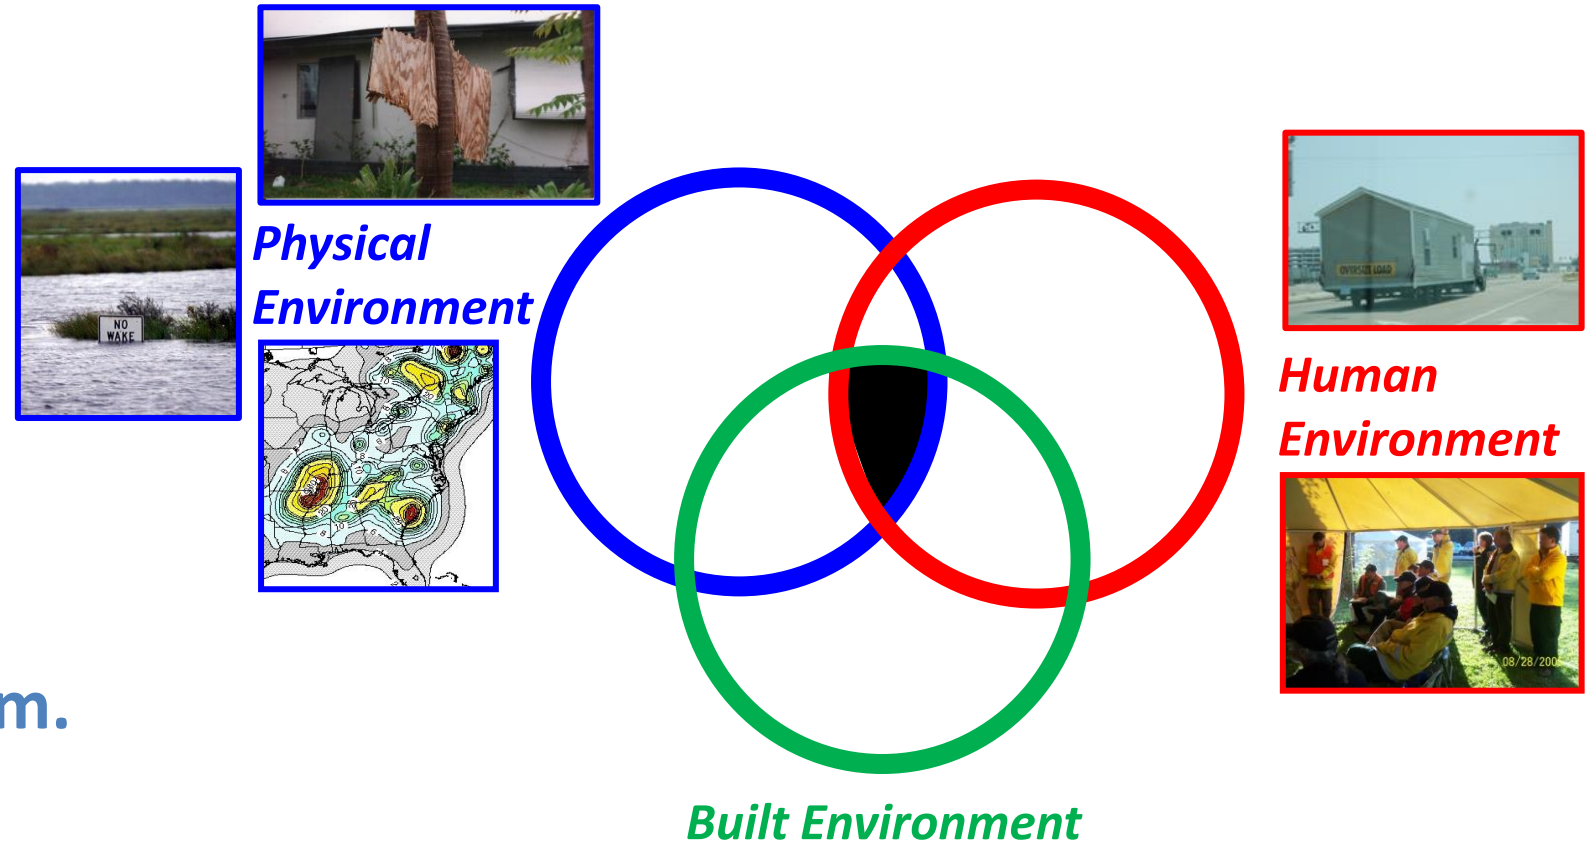 Physical
Environment
NO
WAKE
OVERSIZE LOAD
Human
Environment
08/28/200
m.
Built Environment